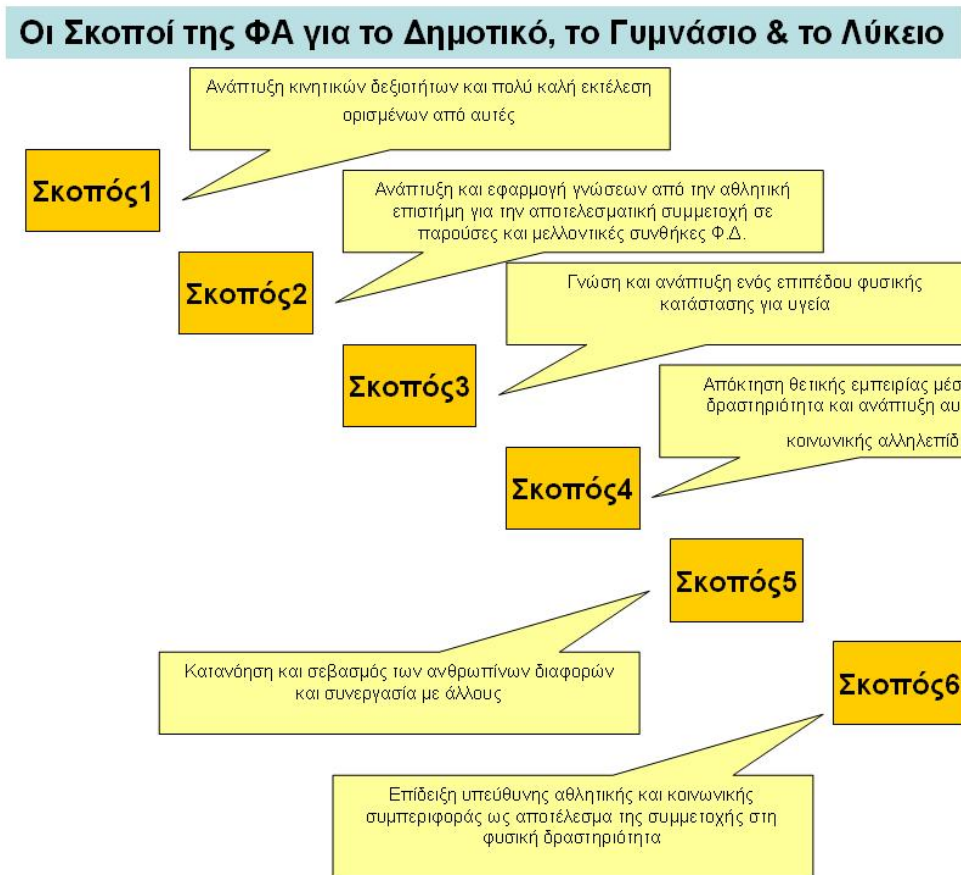 Οι Σκοποί της ΦΑ για το Δημοτικό, το Γυμνάσιο & το Λύκειο
Ανάπτυξη κινητικών δεξιοτήτων και πολύ καλή εκτέλεση
ορισμένων από αυτές
Σκοπός1
Ανάπτυξη και εφαρμογή γνώσεων από την αθλητική
επιστήμη για την αποτελεσματική συμμετοχή σε
παρούσες και μελλοντικές συνθήκες Φ.Δ.
Σκοπός2
Γνώση και ανάπτυξη ενός επιπέδου φυσικής
κατάστασης για υγεία
Σκοπός3
Απόκτηση θετικής εμπειρίας
δραστηριότητα και ανάπτυξη
κοινωνικής
Σκοπός4
Σκοπός5
Κατανόηση και σεβασμός των ανθρωπίνων διαφορών
και συνεργασία με άλλους
Σκοπός6
Επίδειξη υπεύθυνης αθλητικής και κοινωνικής
συμπεριφοράς ως αποτέλεσμα της συμμετοχής στη
φυσική δραστηριότητα